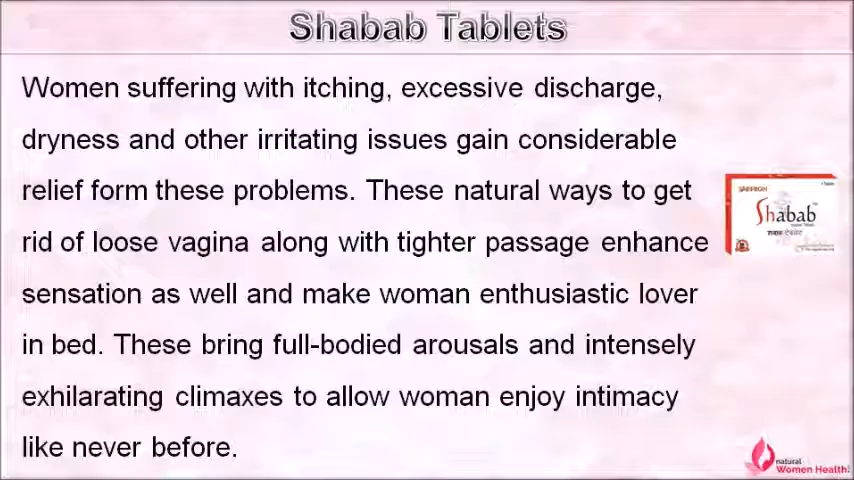 Shabab Tablets
Women suffering with itching, excessive discharge,
dryness and other irritating issues gain considerable
relief form these problems. These natural ways to get
rid of loose vagina along with tighter passage enhance
sensation as well and make woman enthusiastic lover
in bed. These bring full-bodied arousals and intensely
exhilarating climaxes to allow woman enjoy intimacy
like never before.
Shabab
natural
Women Health